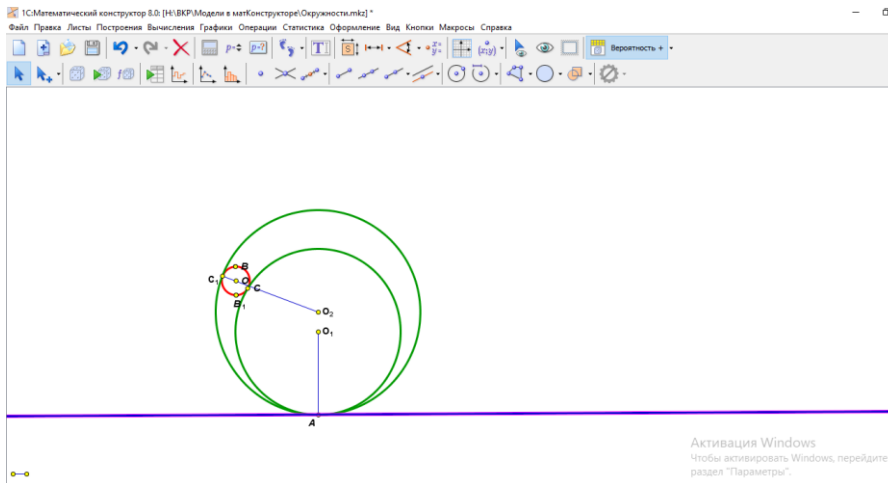 1С:Математический конструктор 8.0: [H:\ВКР\Модели в матКонструкторе\Окружности.mkz] *
Файл Правка Листы Построения Вычисления Графики Операции Статистика Оформление Вид Кнопки Макросы Справка
Вероятность +
B
C₁ O C
B₁
O₂
O₁
A
Активация Windows
Чтобы активировать Windows, перейдите
раздел "Параметры".